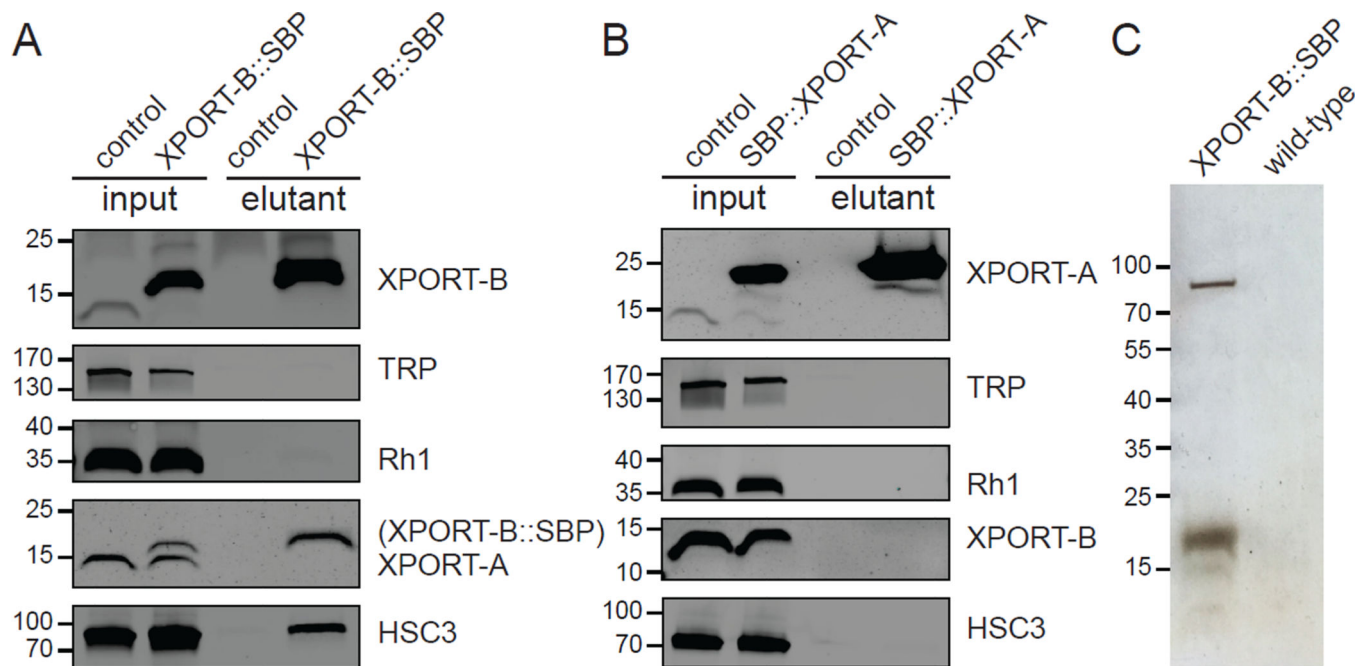 A
control
XPORT-B::SBP
control
XPORT-B::SBP
input
elutant
25
15
XPORT-B
170
130
TRP
40
35
Rh1
25
15
(XPORT-B::SBP)
XPORT-A
100
70
HSC3
B
control
SBP::XPORT-A
control
SBP::XPORT-A
input
elutant
25
15
XPORT-A
170
130
TRP
40
35
Rh1
15
10
XPORT-B
100
70
HSC3
C
XPORT-B::SBP
wild-type
100
70
55
40
35
25
15